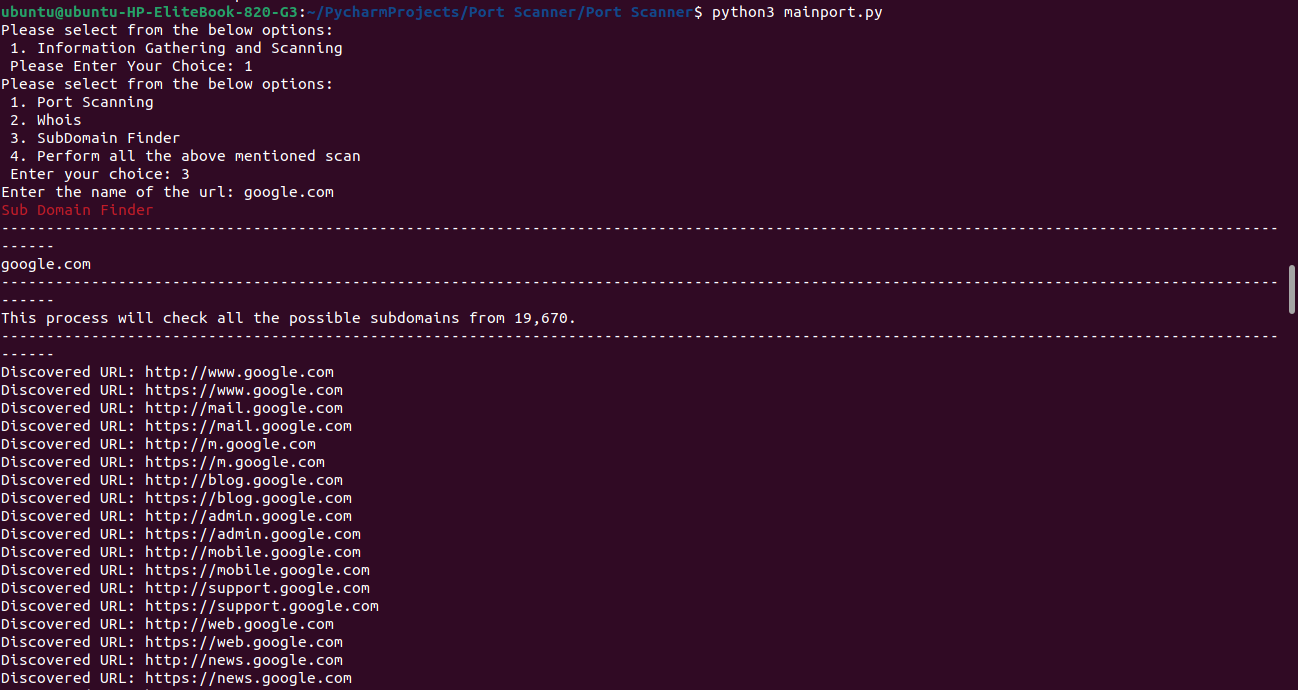 ubuntu@ubuntu-HP-EliteBook-820-G3:~/PycharmProjects/Port Scanner/Port Scanner$ python3 mainport.py
Please select from the below options:
 1. Information Gathering and Scanning
 Please Enter Your Choice: 1
Please select from the below options:
 1. Port Scanning
 2. Whois
 3. SubDomain Finder
 4. Perform all the above mentioned scan
 Enter your choice: 3
Enter the name of the url: google.com
Sub Domain Finder
----------------------------------------------------------------------------------------------------------------------------------------------
------
google.com
----------------------------------------------------------------------------------------------------------------------------------------------
------
This process will check all the possible subdomains from 19,670.
----------------------------------------------------------------------------------------------------------------------------------------------
------
Discovered URL: http://www.google.com
Discovered URL: https://www.google.com
Discovered URL: http://mail.google.com
Discovered URL: https://mail.google.com
Discovered URL: http://m.google.com
Discovered URL: https://m.google.com
Discovered URL: http://blog.google.com
Discovered URL: https://blog.google.com
Discovered URL: http://admin.google.com
Discovered URL: https://admin.google.com
Discovered URL: http://mobile.google.com
Discovered URL: https://mobile.google.com
Discovered URL: http://support.google.com
Discovered URL: https://support.google.com
Discovered URL: http://web.google.com
Discovered URL: https://web.google.com
Discovered URL: http://news.google.com
Discovered URL: https://news.google.com